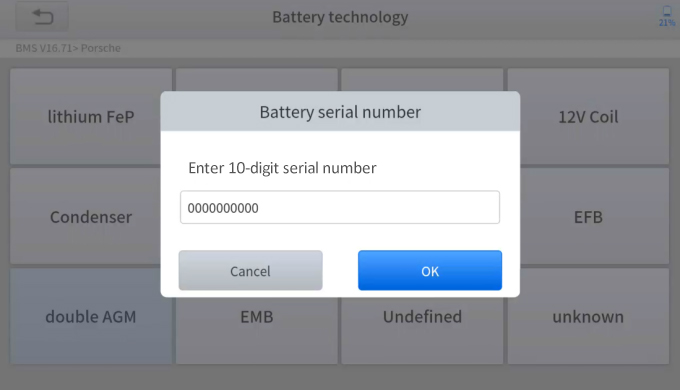 Battery technology
21%
BMS V16.71> Porsche
lithium FeP
12V Coil
Battery serial number
Enter 10-digit serial number
0000000000
Condenser
EFB
Cancel
OK
double AGM
EMB
Undefined
unknown